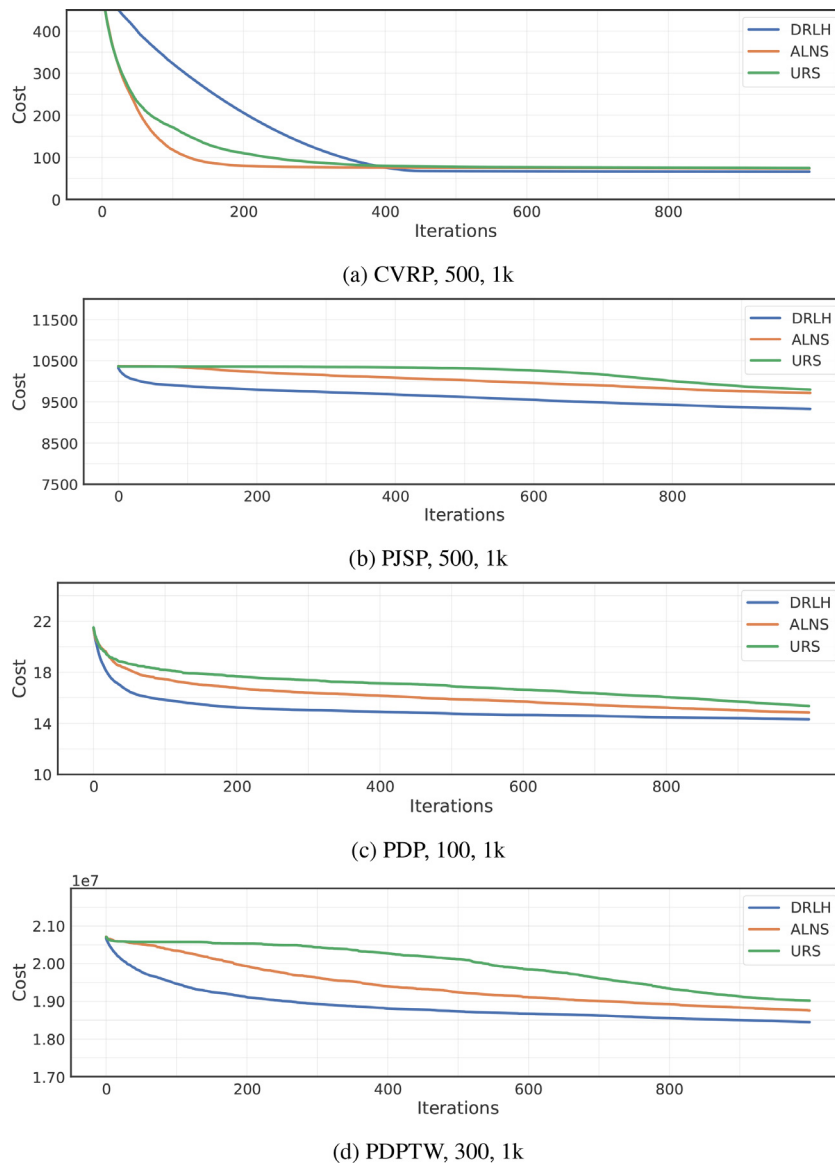 400
300
200
100
0
Cost
DRLH
ALNS
URS
0 200 400 600 800
Iterations
(a) CVRP, 500, 1k
11500
10500
9500
8500
7500
Cost
DRLH
ALNS
URS
0 200 400 600 800
Iterations
(b) PJSP, 500, 1k
22
18
14
10
Cost
DRLH
ALNS
URS
0 200 400 600 800
Iterations
(c) PDP, 100, 1k
1e7
2.10
2.00
1.90
1.80
1.70
Cost
DRLH
ALNS
URS
0 200 400 600 800
Iterations
(d) PDPTW, 300, 1k